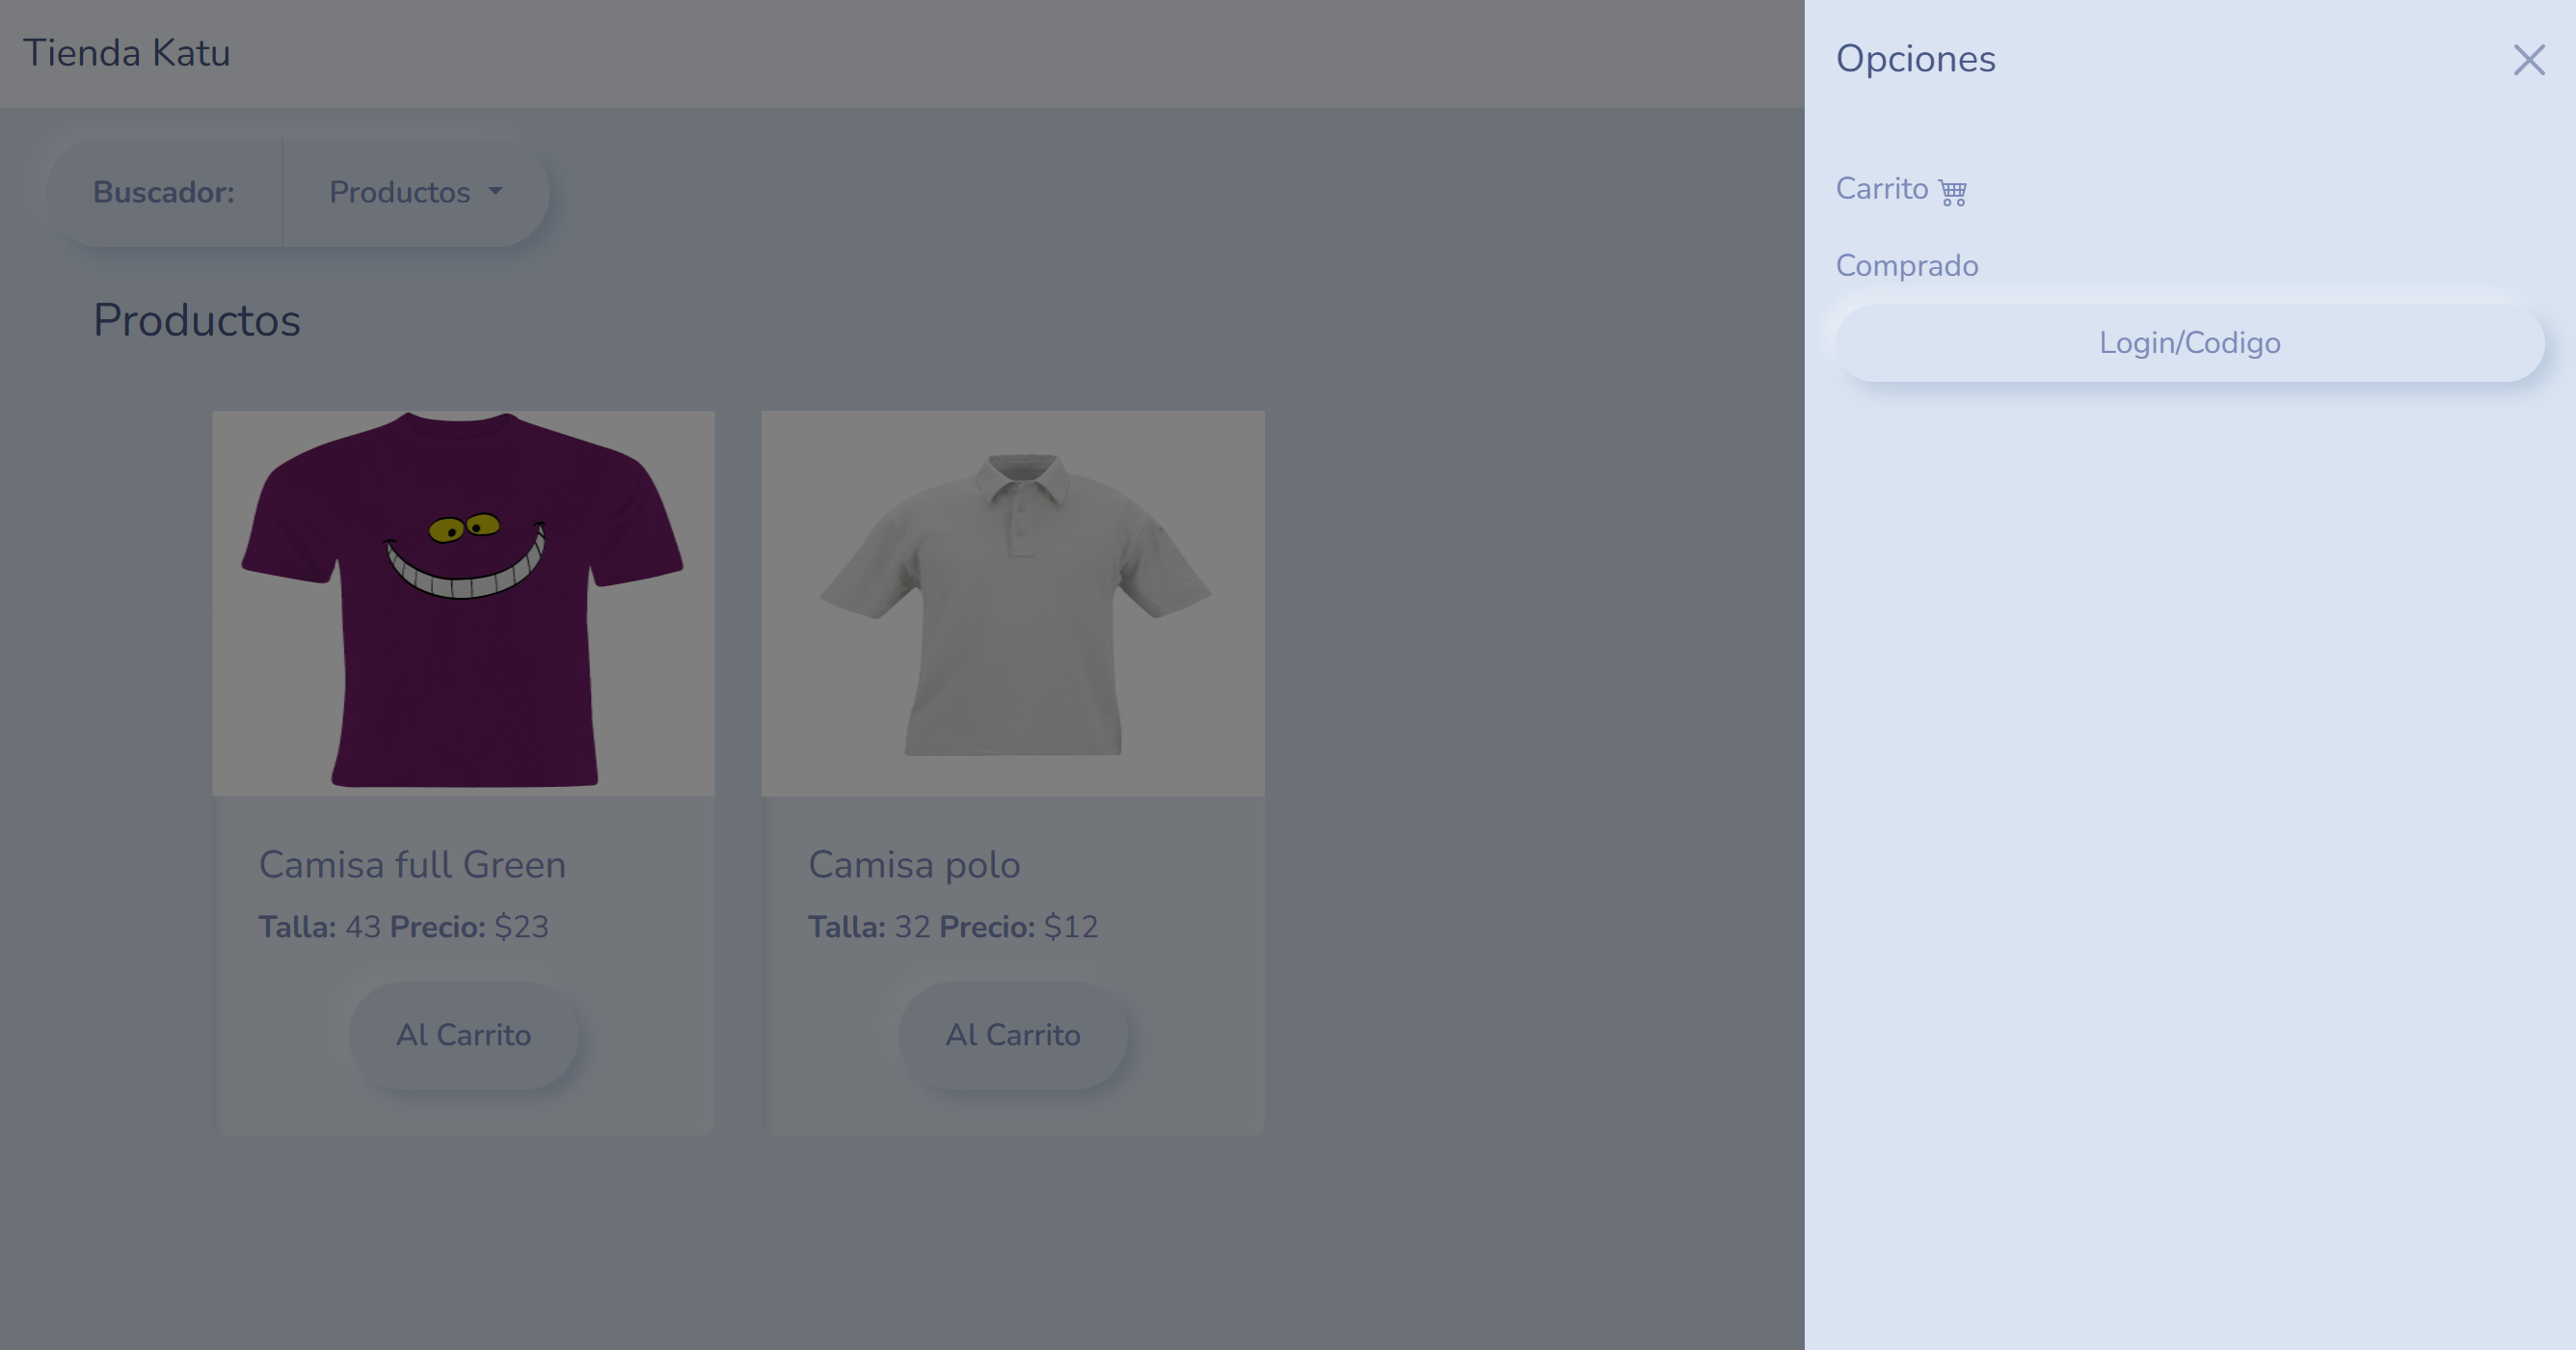 Tienda Katu
Buscador:
Productos
Productos
Camisa full Green
Talla: 43 Precio: $23
Al Carrito
Camisa polo
Talla: 32 Precio: $12
Al Carrito
Opciones
Carrito
Comprado
Login/Codigo